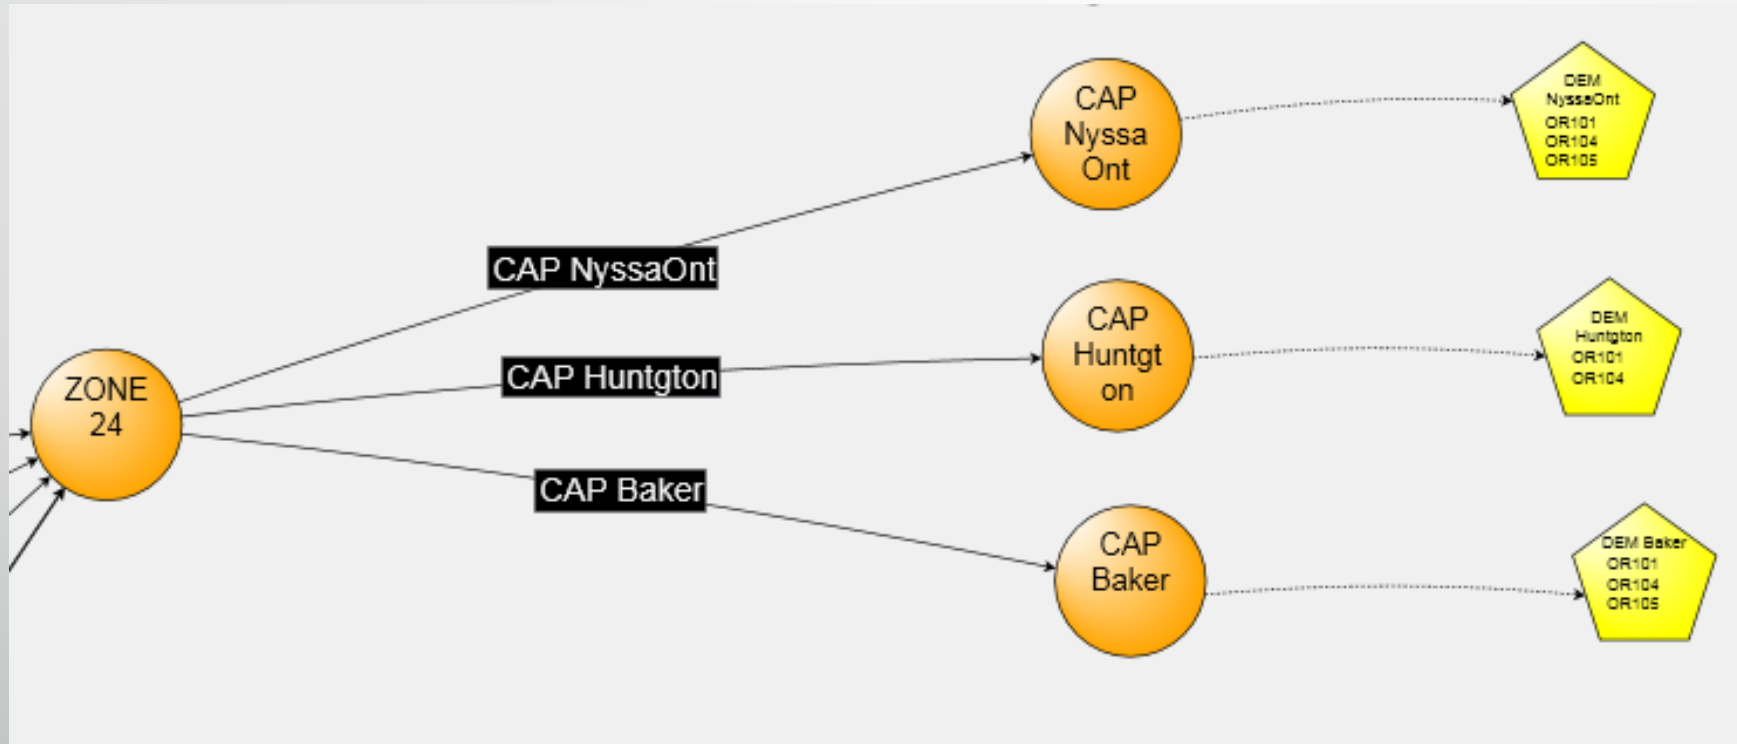 ZONE
24
CAP NyssaOnt
CAP Huntgton
CAP Baker
CAP
Nyssa
Ont
CAP
Huntgt
on
CAP
Baker
DEM
NyssaOnt
OR101
OR104
OR105
DEM
Huntgton
OR101
OR104
DEM Baker
OR101
OR104
OR105